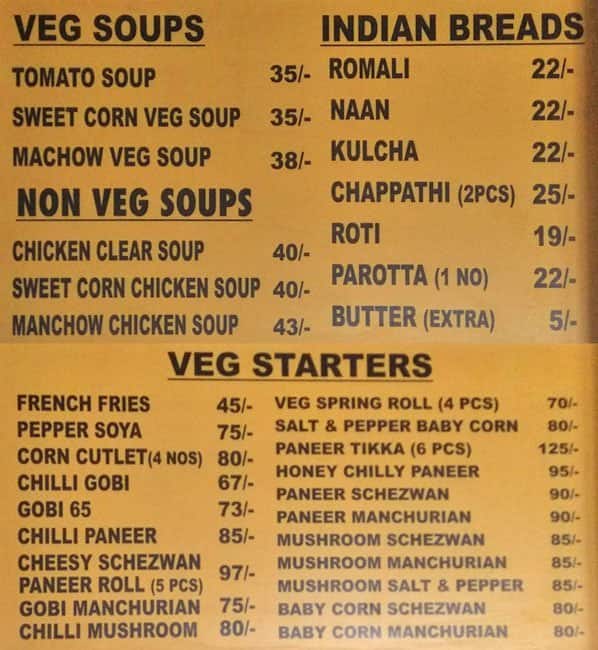 VEG SOUPS
TOMATO SOUP 35/-
SWEET CORN VEG SOUP 35/-
MACHOW VEG SOUP 38/-
NON VEG SOUPS
CHICKEN CLEAR SOUP 40/-
SWEET CORN CHICKEN SOUP 40/-
MANCHOW CHICKEN SOUP 43/-
INDIAN BREADS
ROMALI 22/-
NAAN 22/-
KULCHA 22/-
CHAPPATHI (2PCS) 25/-
ROTI 19/-
PAROTTA (1 NO) 22/-
BUTTER (EXTRA) 5/-
VEG STARTERS
FRENCH FRIES 45/-
PEPPER SOYA 75/-
CORN CUTLET(4 NOS) 80/-
CHILLI GOBI 67/-
GOBI 65 73/-
CHILLI PANEER 85/-
CHEESY SCHEZWAN
PANEER ROLL (5 PCS) 97/-
GOBI MANCHURIAN 75/-
CHILLI MUSHROOM 80/-
VEG SPRING ROLL (4 PCS) 70/-
SALT & PEPPER BABY CORN 80/-
PANEER TIKKA (6 PCS) 125/-
HONEY CHILLY PANEER 95/-
PANEER SCHEZWAN 90/-
PANEER MANCHURIAN 90/-
MUSHROOM SCHEZWAN 85/-
MUSHROOM MANCHURIAN 85/-
MUSHROOM SALT & PEPPER 85/-
BABY CORN SCHEZWAN 80/-
BABY CORN MANCHURIAN 80/-